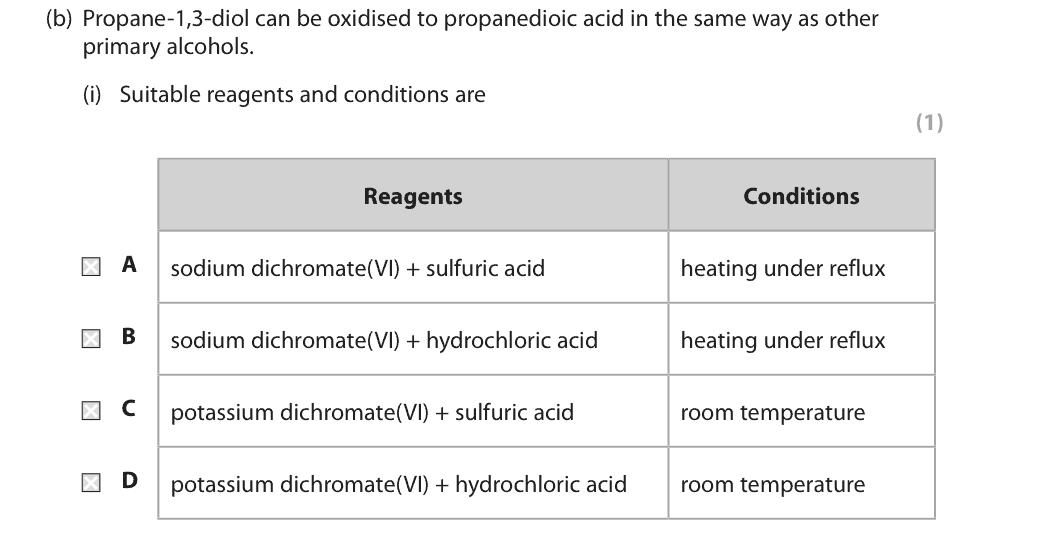 (b) Propane-1,3-diol can be oxidised to propanedioic acid in the same way as other
primary alcohols.
(i) Suitable reagents and conditions are
(1)
Reagents Conditions
A sodium dichromate(VI) + sulfuric acid heating under reflux
B sodium dichromate(VI) + hydrochloric acid heating under reflux
C potassium dichromate(VI) + sulfuric acid room temperature
D potassium dichromate(VI) + hydrochloric acid room temperature